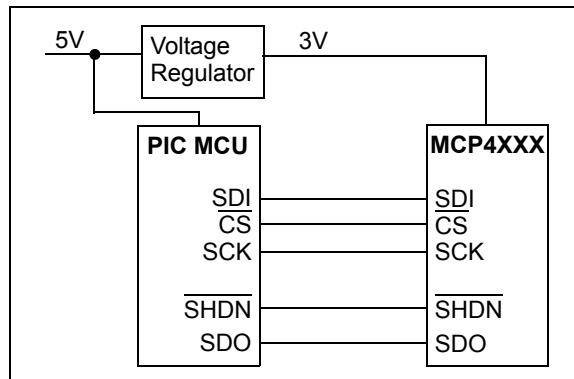 5V
Voltage
Regulator
3V
PIC MCU
MCP4XXX
SDI
SDI
CS
CS
SCK
SCK
SHDN
SHDN
SDO
SDO